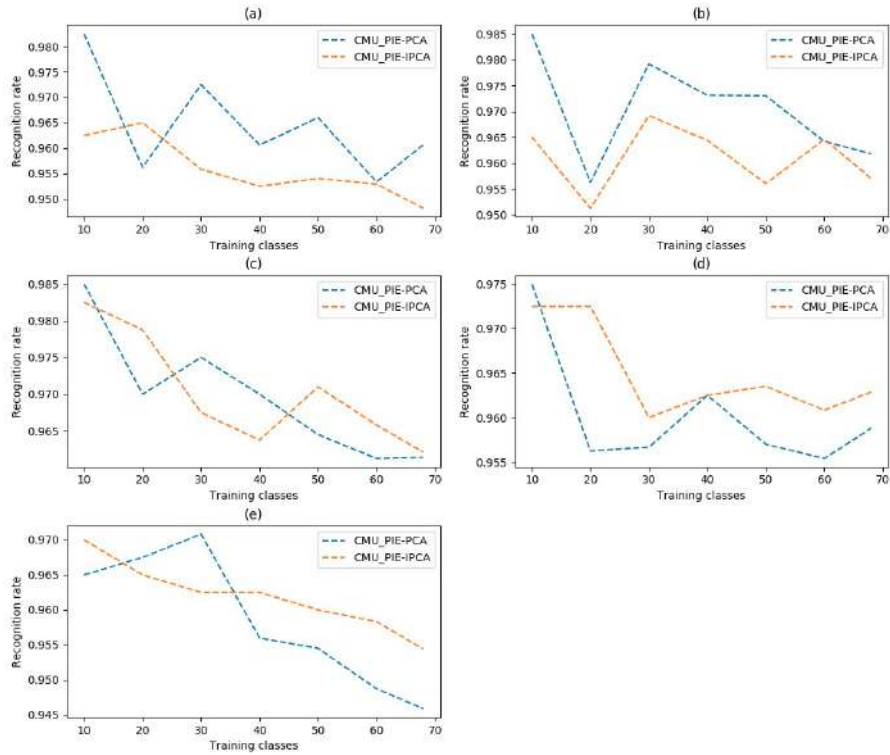 (a)
CMU_PIE-PCA
CMU_PIE-IPCA
Recognition rate
0.980
0.975
0.970
0.965
0.960
0.955
0.950
10 20 30 40 50 60 70
Training classes
(b)
CMU_PIE-PCA
CMU_PIE-IPCA
Recognition rate
0.985
0.980
0.975
0.970
0.965
0.960
0.955
0.950
10 20 30 40 50 60 70
Training classes
(c)
CMU_PIE-PCA
CMU_PIE-IPCA
Recognition rate
0.985
0.980
0.975
0.970
0.965
10 20 30 40 50 60 70
Training classes
(d)
CMU_PIE-PCA
CMU_PIE-IPCA
Recognition rate
0.975
0.970
0.965
0.960
0.955
10 20 30 40 50 60 70
Training classes
(e)
CMU_PIE-PCA
CMU_PIE-IPCA
Recognition rate
0.970
0.965
0.960
0.955
0.950
0.945
10 20 30 40 50 60 70
Training classes